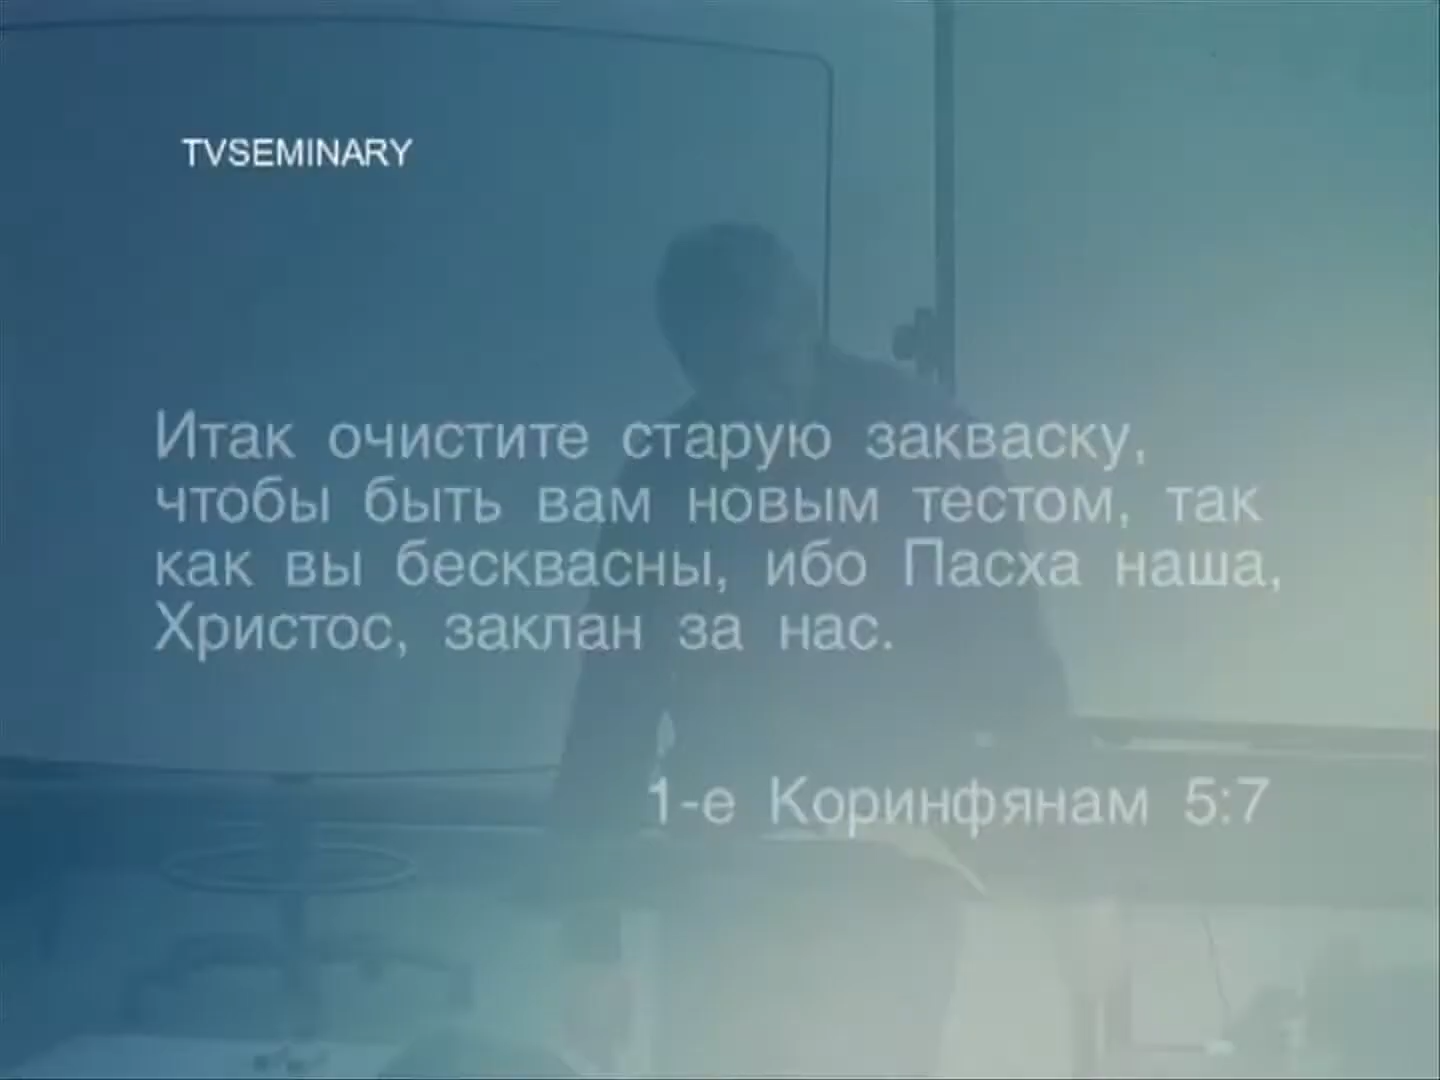 TVSEMINARY
Итак очистите старую закваску,
чтобы быть вам новым тестом, так
как вы бесквасны, ибо Пасха наша,
Христос, заклан за нас.
1-е Коринфянам 5:7